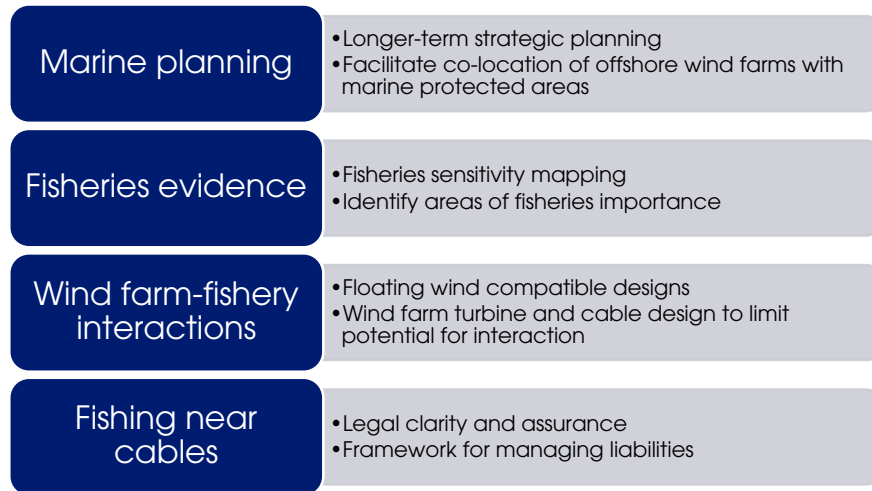 Marine planning
•Longer-term strategic planning
•Facilitate co-location of offshore wind farms with
marine protected areas
Fisheries evidence
•Fisheries sensitivity mapping
•Identify areas of fisheries importance
Wind farm-fishery
interactions
•Floating wind compatible designs
•Wind farm turbine and cable design to limit
potential for interaction
Fishing near
cables
•Legal clarity and assurance
•Framework for managing liabilities